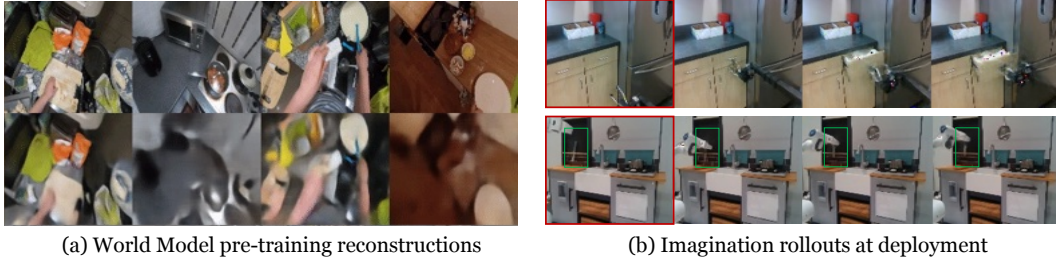 (a) World Model pre-training reconstructions
(b) Imagination rollouts at deployment